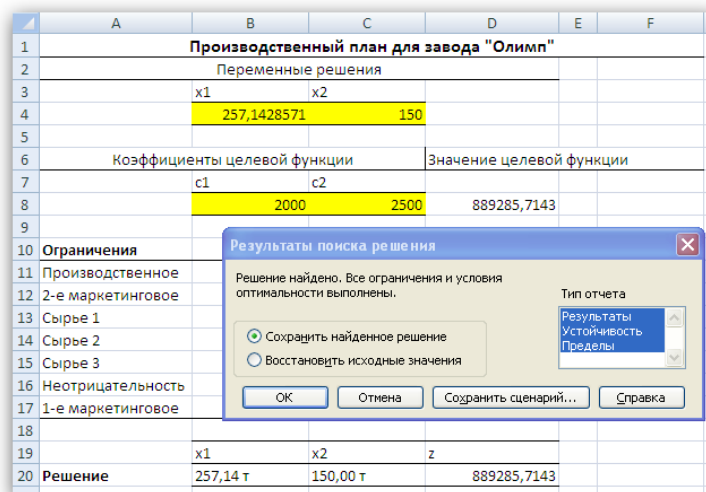 A B C D E F
1 Производственный план для завода "Олимп"
2 Переменные решения
3 x1 x2
4 257,1428571 150
5
6 Коэффициенты целевой функции Значение целевой функции
7 c1 c2
8 2000 2500 889285,7143
9
10 Ограничения
11 Производственное
12 2-е маркетинговое
13 Сырье 1
14 Сырье 2
15 Сырье 3
16 Неотрицательность
17 1-е маркетинговое
18
19 x1 x2 z
20 Решение 257,14 т 150,00 т 889285,7143
Результаты поиска решения
Решение найдено. Все ограничения и условия
оптимальности выполнены.
Тип отчета
Результаты
Устойчивость
Пределы
Сохранить найденное решение
Восстановить исходные значения
ОК Отмена Сохранить сценарий... Справка